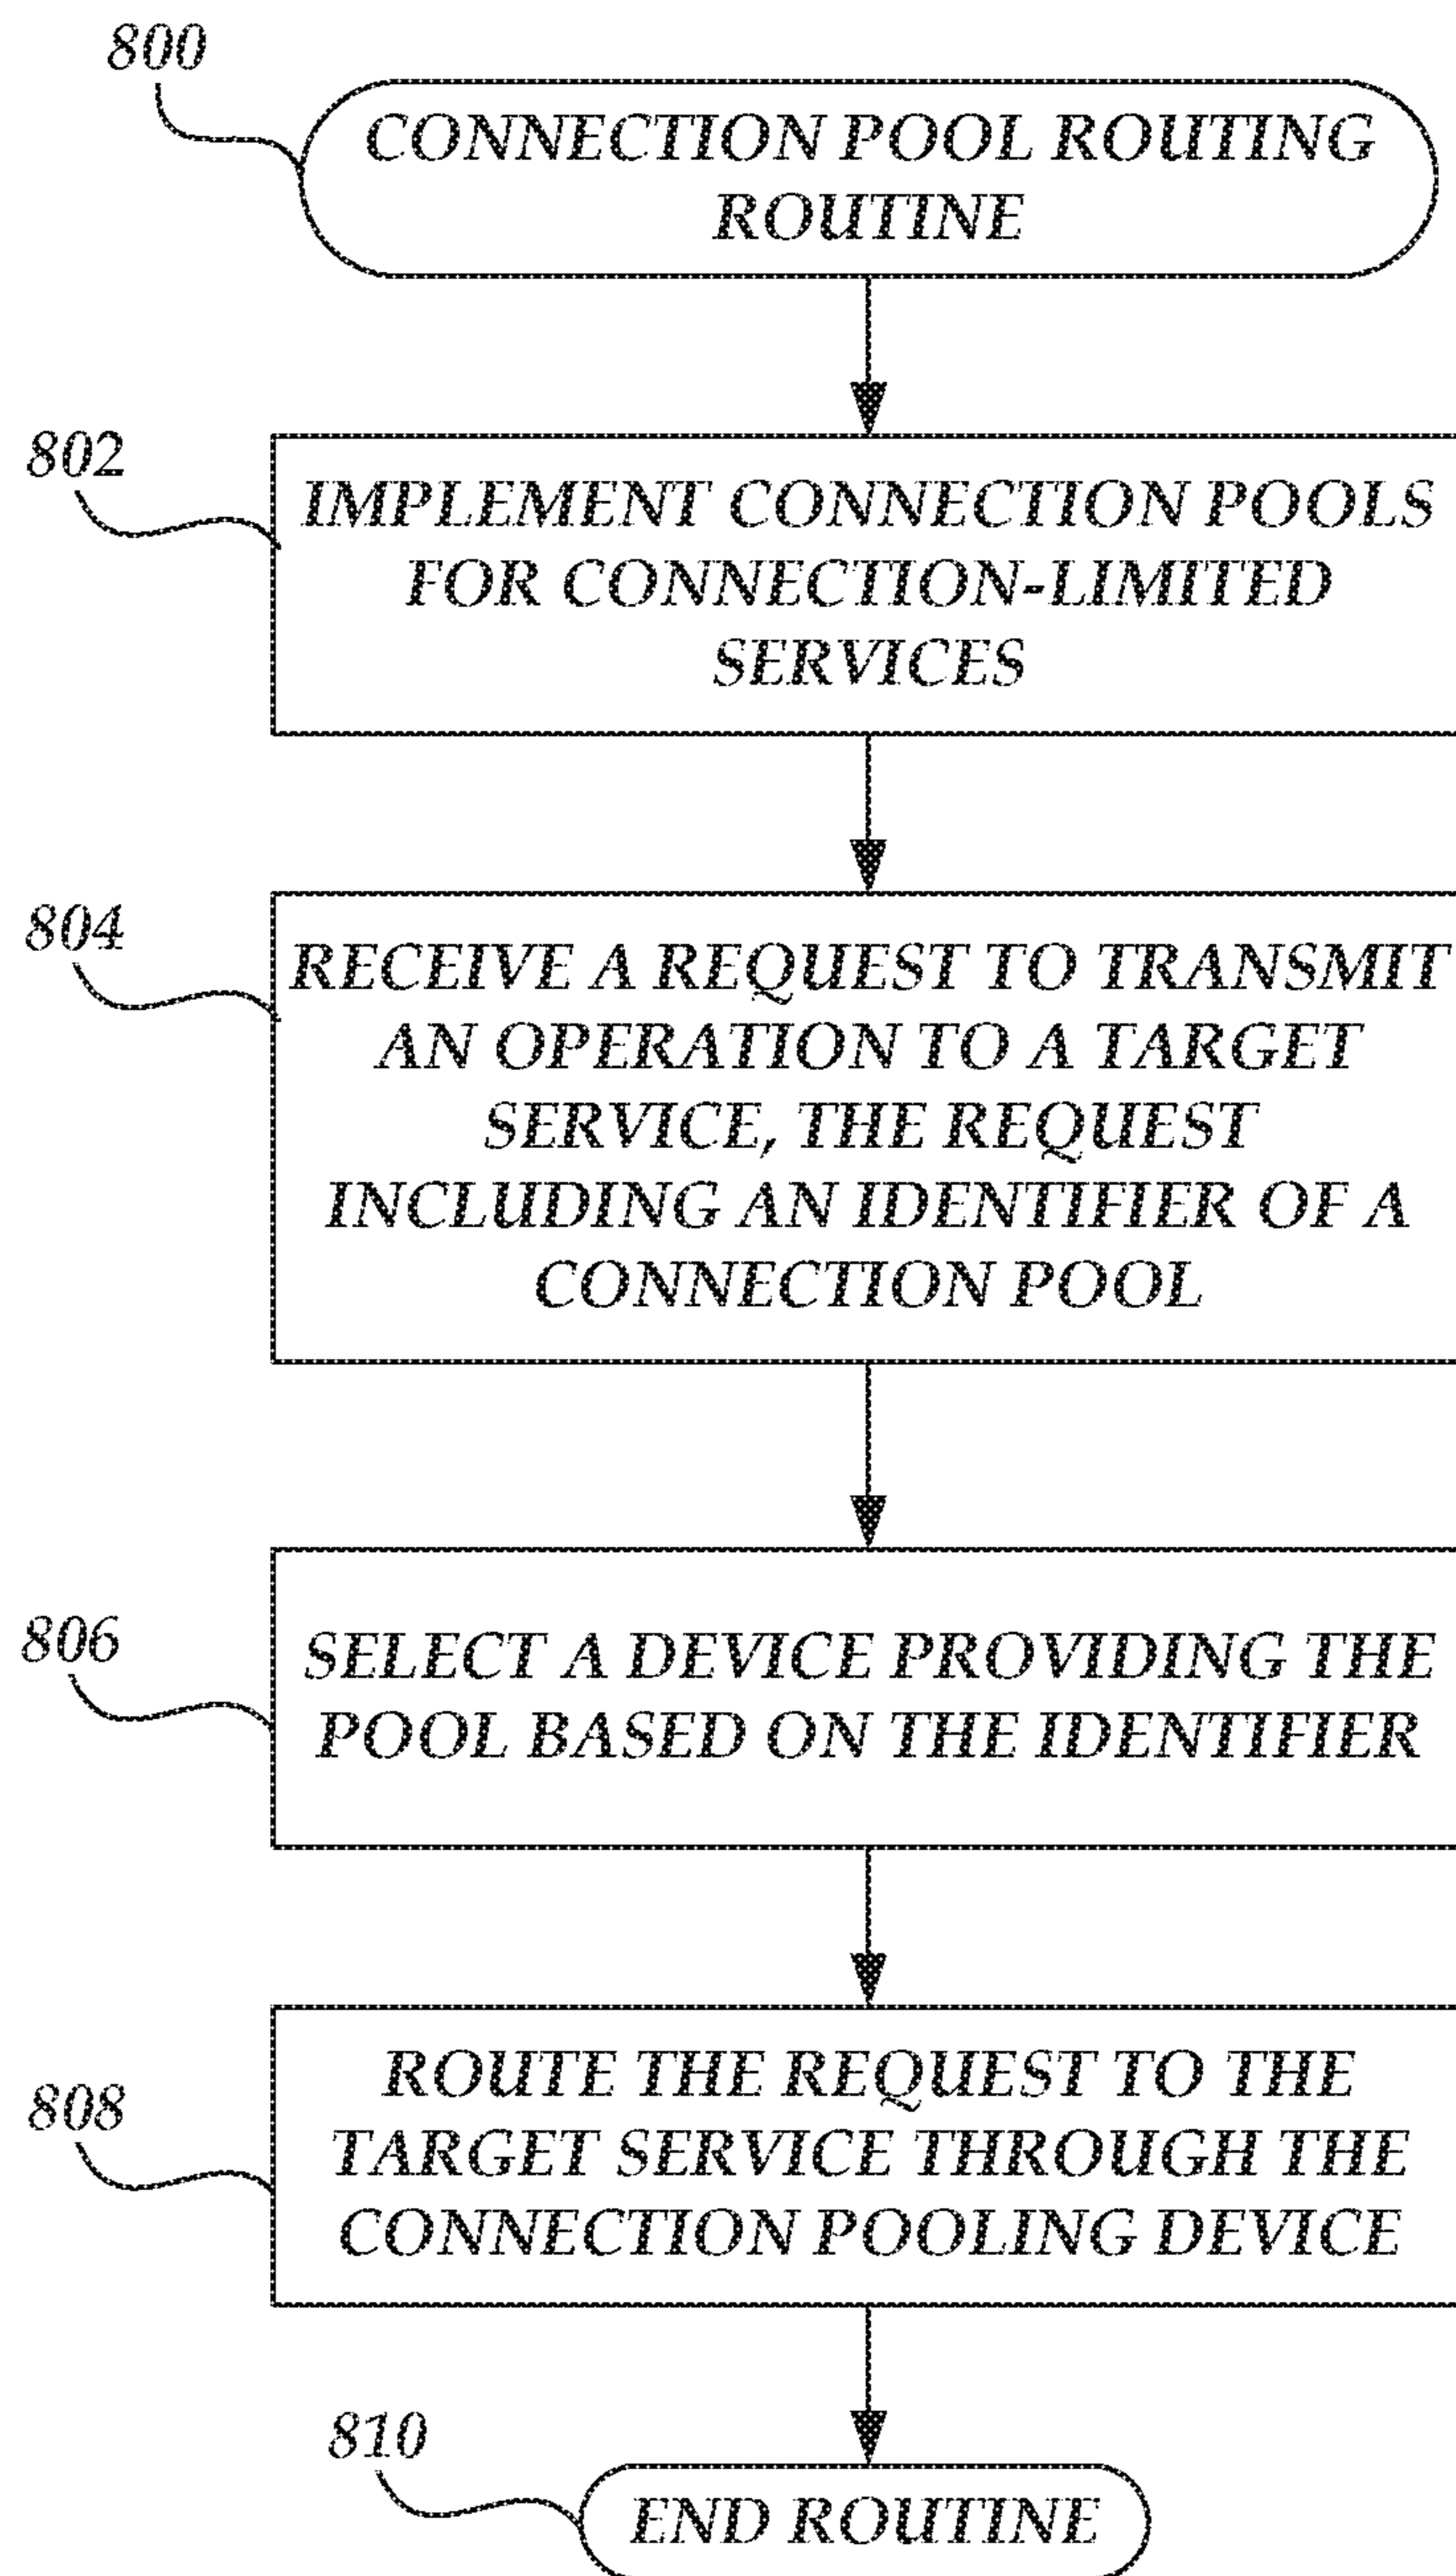 800
CONNECTION POOL ROUTING
ROUTINE
802
IMPLEMENT CONNECTION POOLS
FOR CONNECTION-LIMITED
SERVICES
804
RECEIVE A REQUEST TO TRANSMIT
AN OPERATION TO A TARGET
SERVICE, THE REQUEST
INCLUDING AN IDENTIFIER OF A
CONNECTION POOL
806
SELECT A DEVICE PROVIDING THE
POOL BASED ON THE IDENTIFIER
808
ROUTE THE REQUEST TO THE
TARGET SERVICE THROUGH THE
CONNECTION POOLING DEVICE
810
END ROUTINE